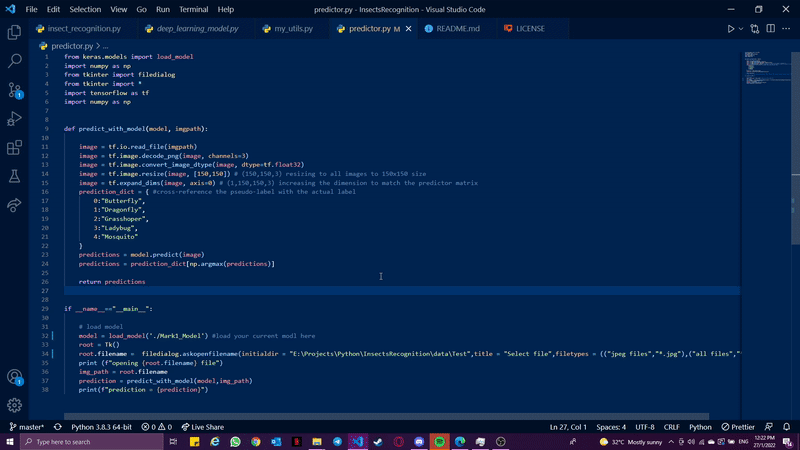 File Edit Selection View Go Run Terminal Help
predictor.py - InsectsRecognition - Visual Studio Code
insect_recognition.py deep_learning_model.py my_utils.py predictor.py M README.md LICENSE
predictor.py > ...
1 from keras.models import load_model
2 import numpy as np
3 from tkinter import filedialog
4 from tkinter import *
5 import tensorflow as tf
6 import numpy as np
7
8
9 def predict_with_model(model, imgpath):
10
11 image = tf.io.read_file(imgpath)
12 image = tf.image.decode_png(image, channels=3)
13 image = tf.image.convert_image_dtype(image, dtype=tf.float32)
14 image = tf.image.resize(image, [150,150]) # (150,150,3) resizing to all images to 150x150 size
15 image = tf.expand_dims(image, axis=0) # (1,150,150,3) increasing the dimension to match the predictor matrix
16 prediction_dict = { #cross-reference the pseudo-label with the actual label
17 0:"Butterfly",
18 1:"Dragonfly",
19 2:"Grasshoper",
20 3:"Ladybug",
21 4:"Mosquito"
22 }
23 predictions = model.predict(image)
24 predictions = prediction_dict[np.argmax(predictions)]
25
26 return predictions
27
28
29 if __name__=="__main__":
30
31 # load model
32 model = load_model('./Mark1_Model') #load your current modl here
33 root = Tk()
34 root.filename = filedialog.askopenfilename(initialdir = "E:\Projects\Python\InsectsRecognition\data\Test",title = "Select file",filetypes = (("jpeg files","*.jpg"),("all files","*
35 print (f"opening {root.filename} file")
36 img_path = root.filename
37 prediction = predict_with_model(model,img_path)
38 print(f"prediction = {prediction}")
master* Python 3.8.3 64-bit 0 0 Live Share Ln 27, Col 1 Spaces: 4 UTF-8 CRLF Python Prettier
Type here to search 32°C Mostly sunny ENG 12:22 PM
27/1/2022